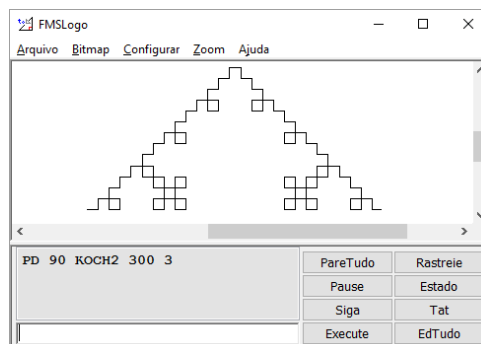 FMSLogo
Arquivo Bitmap Configurar Zoom Ajuda
PD 90 KOCH2 300 3
PareTudo Rastreie
Pause Estado
Siga Tat
Execute EdTudo